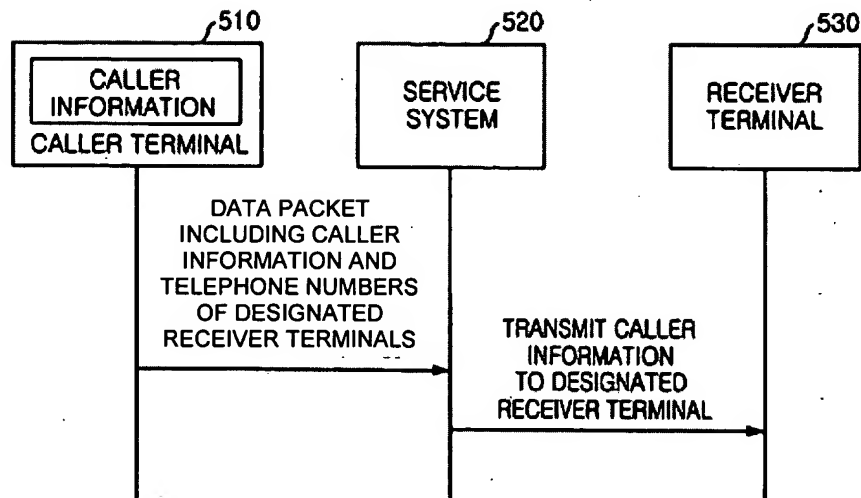 510
520
530
CALLER
INFORMATION
CALLER TERMINAL
SERVICE
SYSTEM
RECEIVER
TERMINAL
DATA PACKET
INCLUDING CALLER
INFORMATION AND
TELEPHONE NUMBERS
OF DESIGNATED
RECEIVER TERMINALS
TRANSMIT CALLER
INFORMATION
TO DESIGNATED
RECEIVER TERMINAL